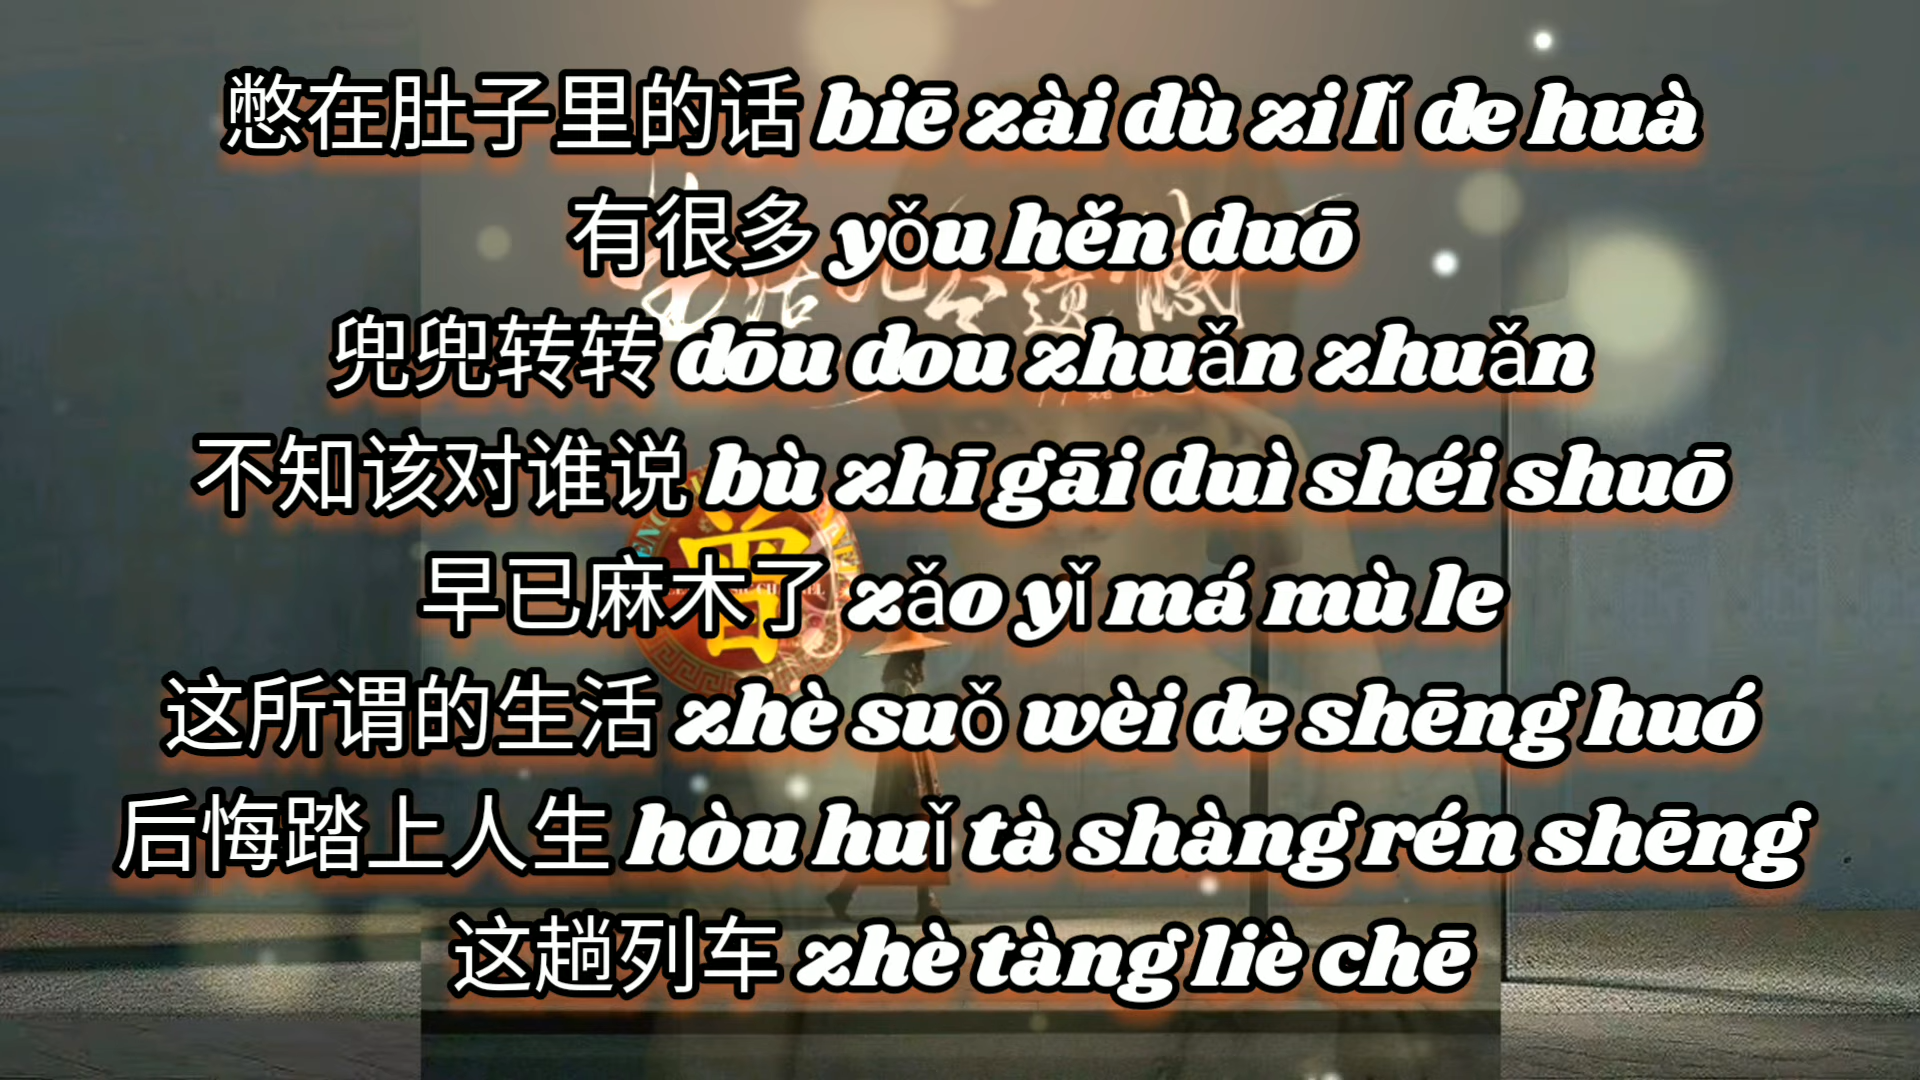 憋在肚子里的话 biē zài dù zi lǐ de huà
有很多 yǒu hěn duō
兜兜转转 dōu dou zhuǎn zhuǎn
不知该对谁说 bù zhī gāi duì shéi shuō
早已麻木了 zǎo yǐ má mù le
这所谓的生活 zhè suǒ wèi de shēng huó
后悔踏上人生 hòu huǐ tà shàng rén shēng
这趟列车 zhè tàng liè chē
曾